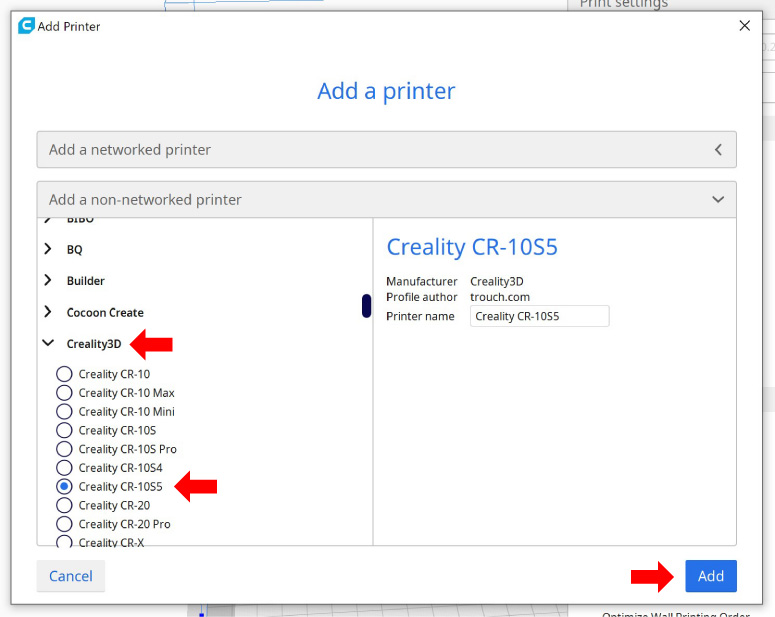 Print settings
Add Printer
Add a printer
Add a networked printer
Add a non-networked printer
BIBO
BQ
Builder
Cocoon Create
Creality3D
Creality CR-10
Creality CR-10 Max
Creality CR-10 Mini
Creality CR-10S
Creality CR-10S Pro
Creality CR-10S4
Creality CR-10S5
Creality CR-20
Creality CR-20 Pro
Creality CR-X
Creality CR-10S5
Manufacturer Creality3D
Profile author trouch.com
Printer name Creality CR-10S5
Cancel
Add
Optimize Wall Printing Order